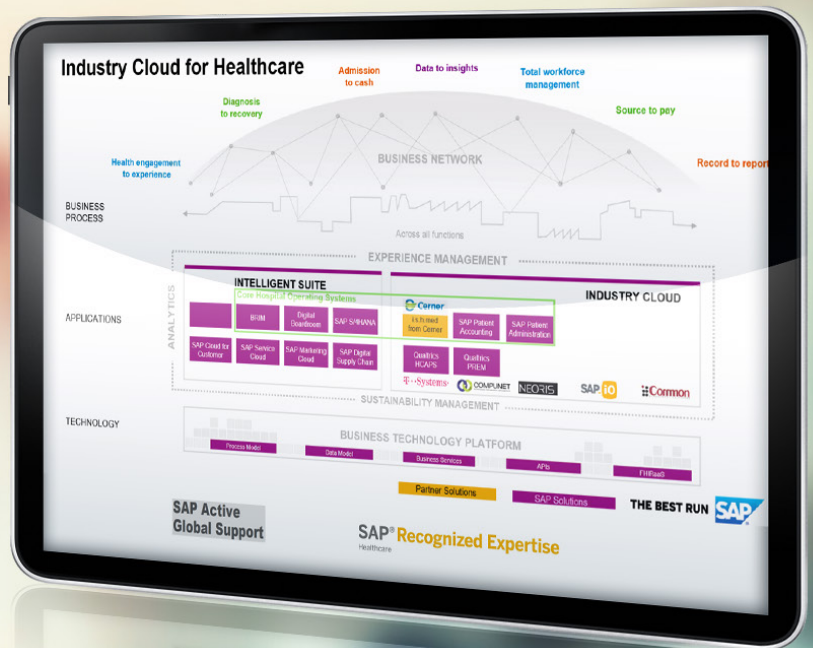 Industry Cloud for Healthcare
Admission
to cash
Data to insights
Total workforce
management
Diagnosis
to recovery
Source to pay
Health engagement
to experience
BUSINESS NETWORK
Record to report
BUSINESS
PROCESS
Across all functions
EXPERIENCE MANAGEMENT
ANALYTICS
INTELLIGENT SUITE
Core Hospital Operating Systems
INDUSTRY CLOUD
APPLICATIONS
BRIM
Digital
Boardroom
SAP S/4HANA
Cerner
i.s.h.med
from Cerner
SAP Patient
Accounting
SAP Patient
Administration
SAP Cloud for
Customer
SAP Service
Cloud
SAP Marketing
Cloud
SAP Digital
Supply Chain
Qualtrics
HCAPS
Qualtrics
PREM
T··Systems·
COMPUNET
NEORIS
SAP.iO
Common
SUSTAINABILITY MANAGEMENT
TECHNOLOGY
BUSINESS TECHNOLOGY PLATFORM
Process Model
Data Model
Business Services
APIs
Partner Solutions
SAP Solutions
THE BEST RUN SAP
SAP Active
Global Support
SAP® Recognized Expertise
Healthcare